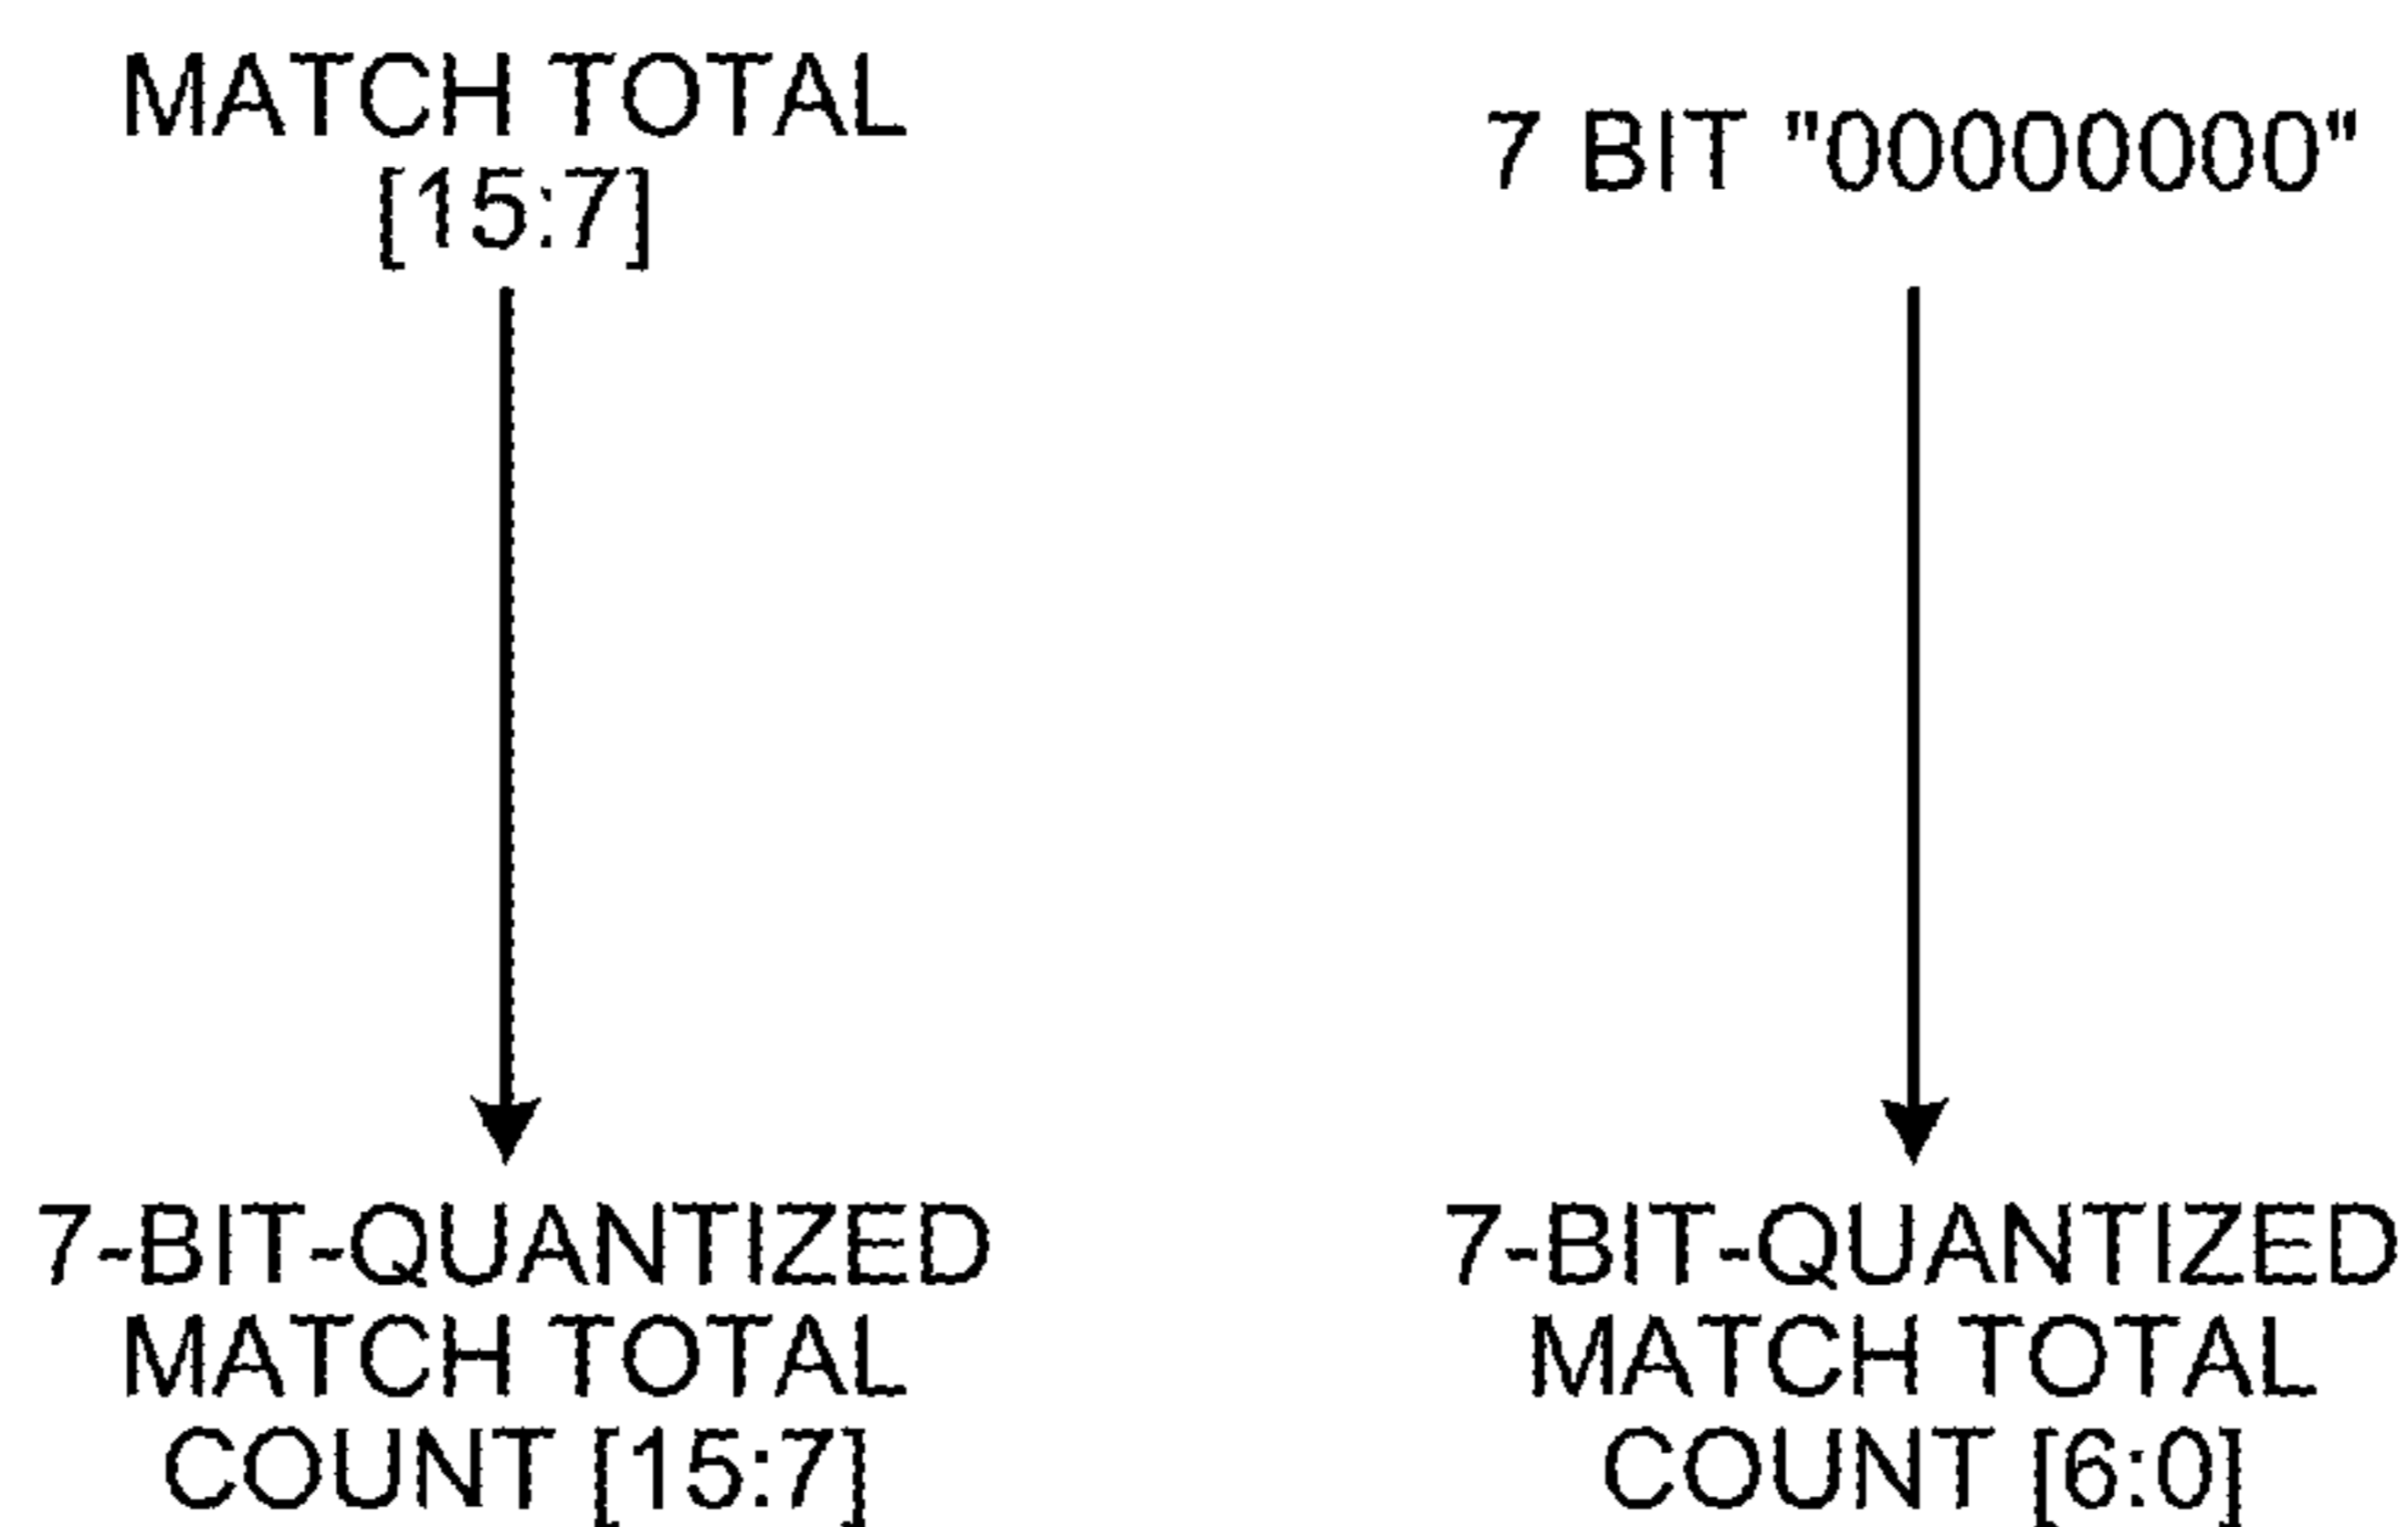 MATCH TOTAL
[15:7]
7 BIT "00000000"
7-BIT-QUANTIZED
MATCH TOTAL
COUNT [15:7]
7-BIT-QUANTIZED
MATCH TOTAL
COUNT [6:0]